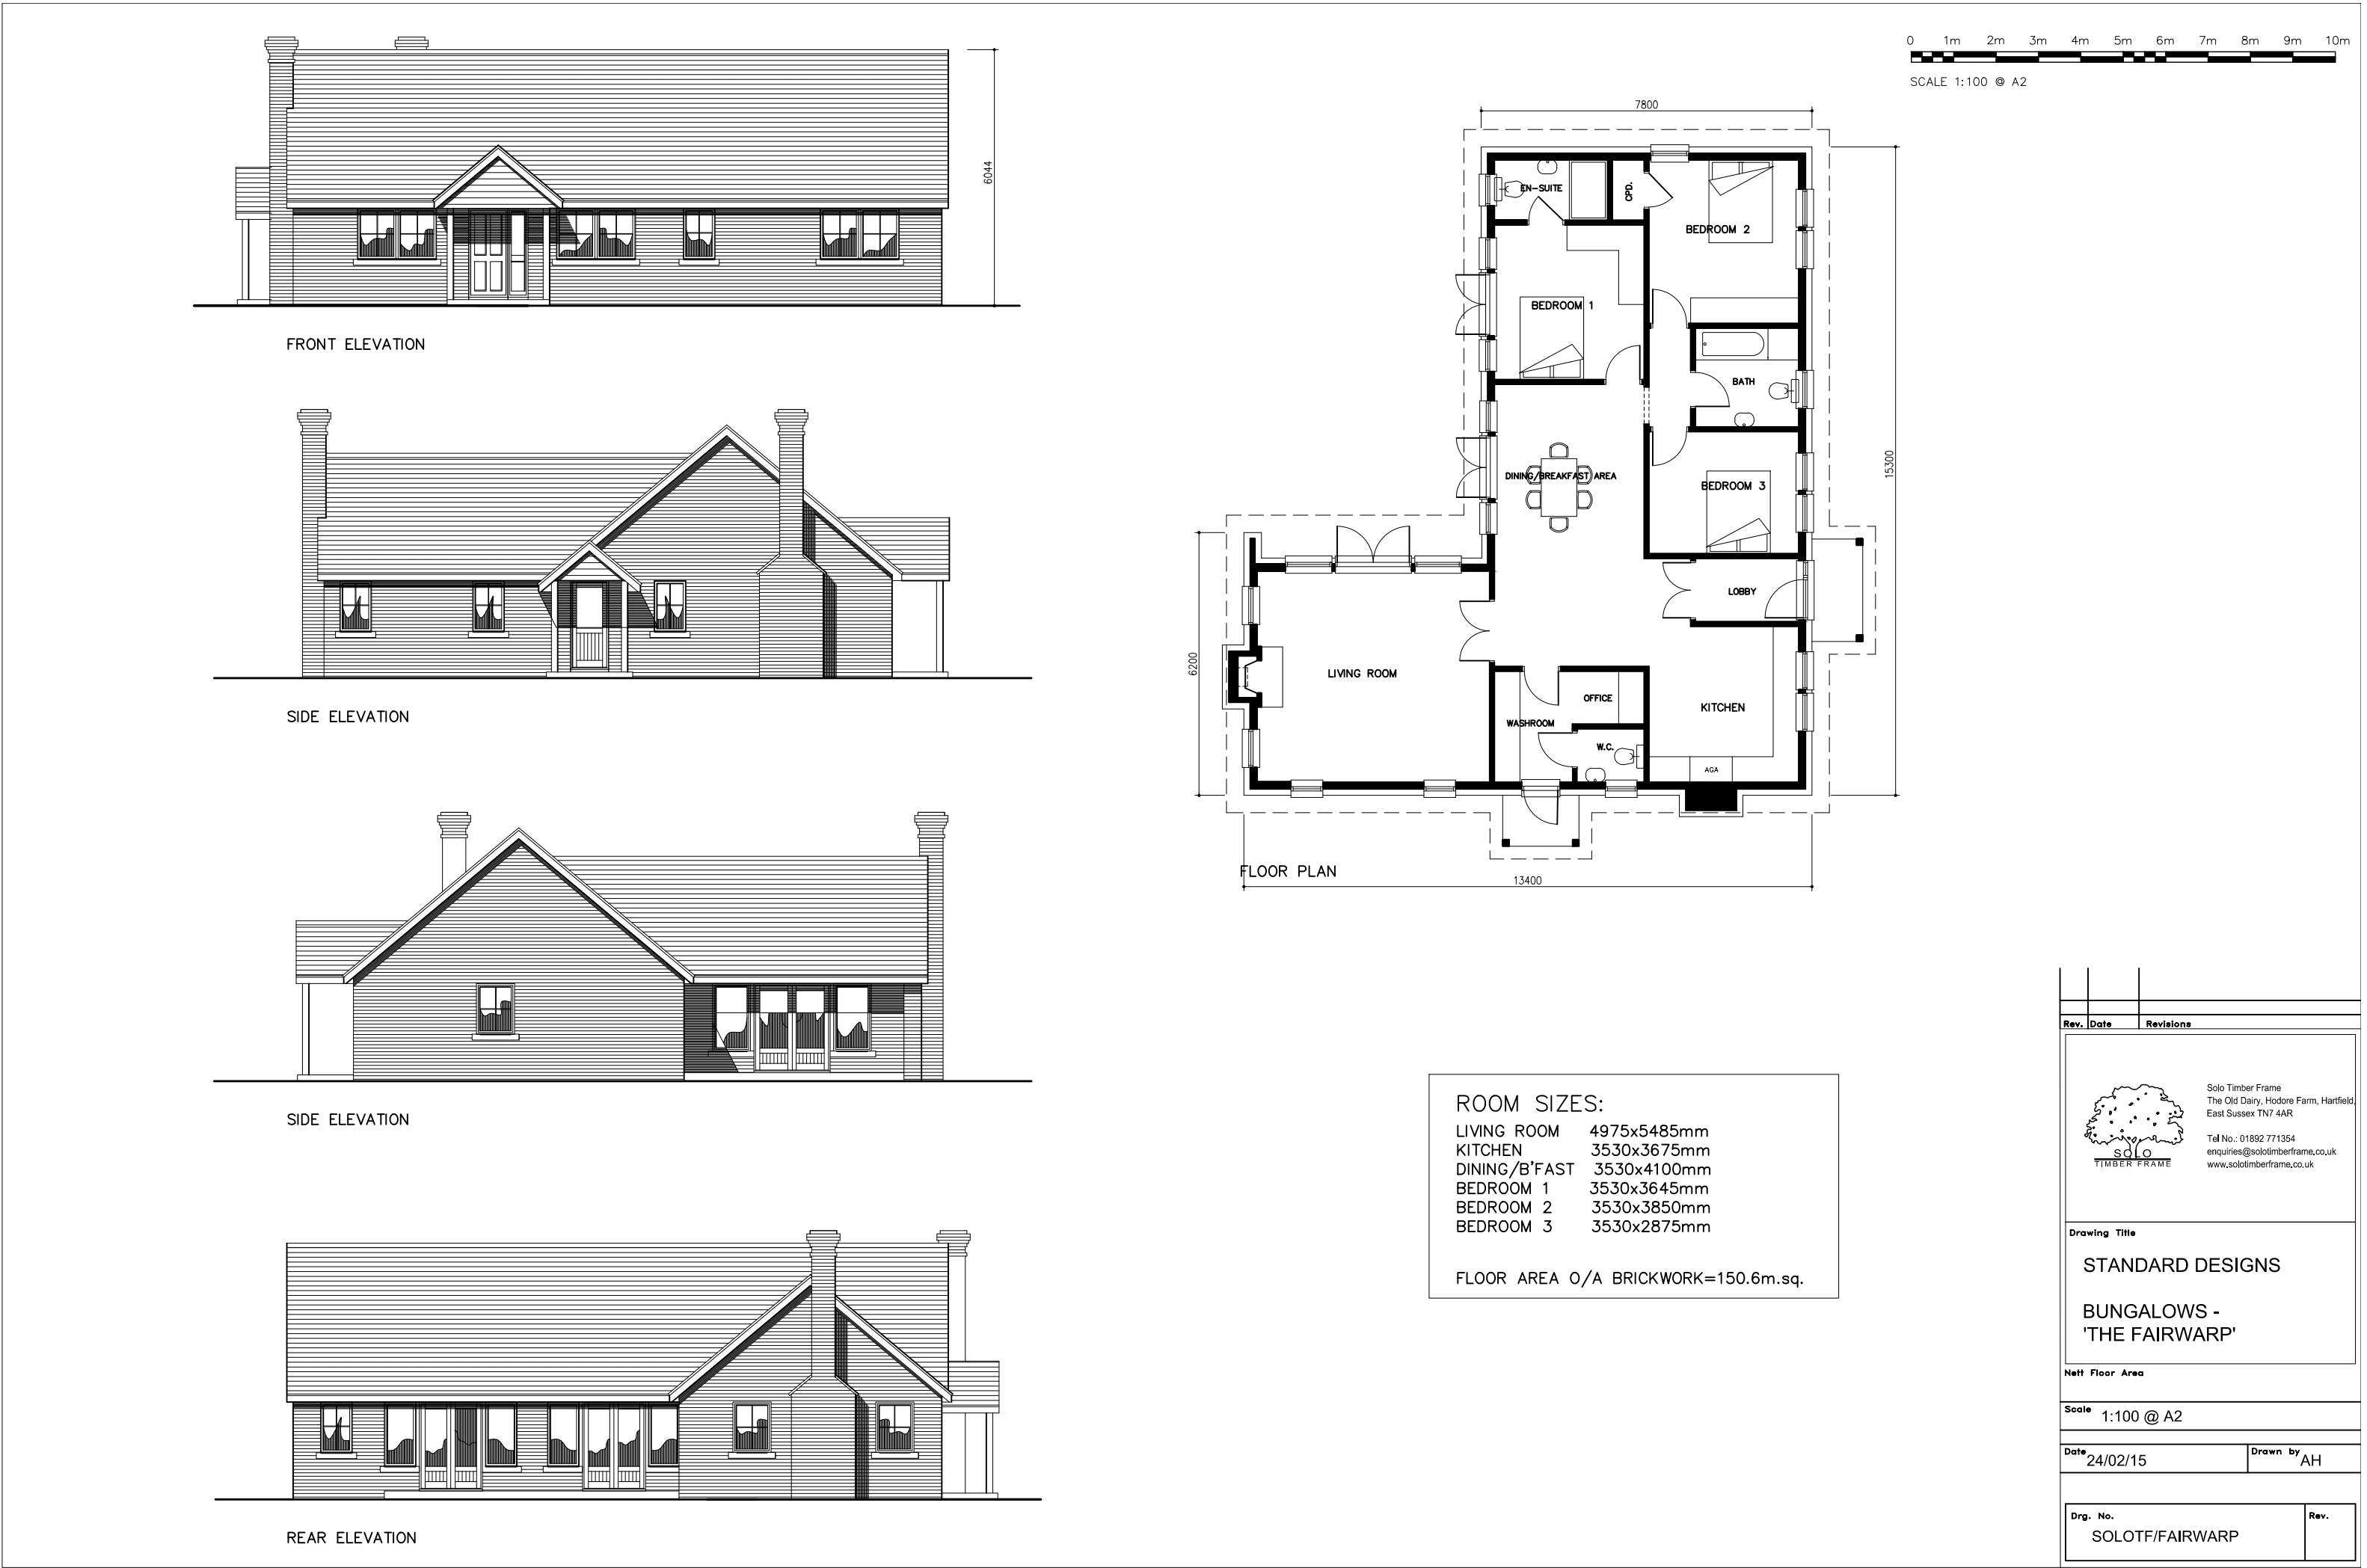 0 1m 2m 3m 4m 5m 6m 7m 8m 9m 10m
SCALE 1:100 @ A2
6044
FRONT ELEVATION
SIDE ELEVATION
SIDE ELEVATION
REAR ELEVATION
7800
EN-SUITE
CPD.
BEDROOM 2
BEDROOM 1
BATH
DINING/BREAKFAST AREA
BEDROOM 3
15300
LOBBY
6200
LIVING ROOM
OFFICE
WASHROOM
KITCHEN
W.C.
AGA
FLOOR PLAN
13400
ROOM SIZES:
LIVING ROOM 4975x5485mm
KITCHEN 3530x3675mm
DINING/B'FAST 3530x4100mm
BEDROOM 1 3530x3645mm
BEDROOM 2 3530x3850mm
BEDROOM 3 3530x2875mm
FLOOR AREA O/A BRICKWORK=150.6m.sq.
Rev. Date Revisions
SOLO
TIMBER FRAME
Solo Timber Frame
The Old Dairy, Hodore Farm, Hartfield,
East Sussex TN7 4AR
Tel No.: 01892 771354
enquiries@solotimberframe.co.uk
www.solotimberframe.co.uk
Drawing Title
STANDARD DESIGNS
BUNGALOWS -
'THE FAIRWARP'
Nett Floor Area
Scale 1:100 @ A2
Date 24/02/15 Drawn by AH
Drg. No. Rev.
SOLOTF/FAIRWARP